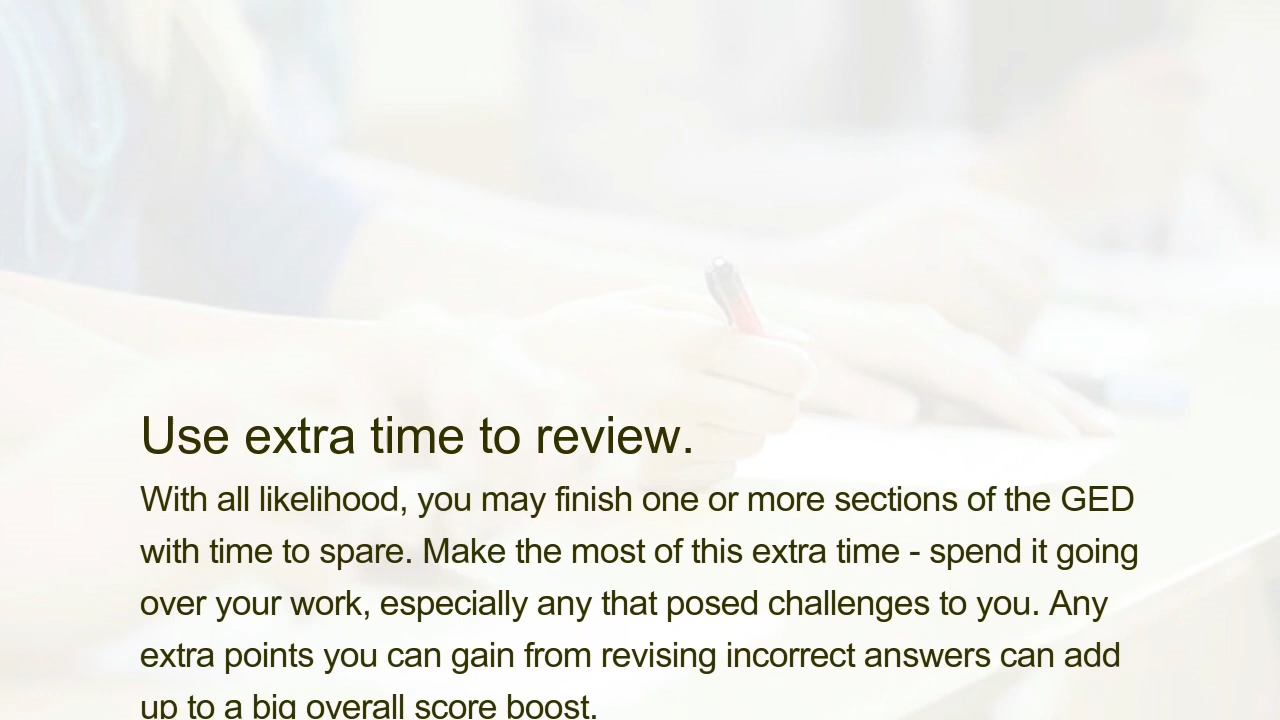 Use extra time to review.
With all likelihood, you may finish one or more sections of the GED
with time to spare. Make the most of this extra time - spend it going
over your work, especially any that posed challenges to you. Any
extra points you can gain from revising incorrect answers can add
up to a big overall score boost.